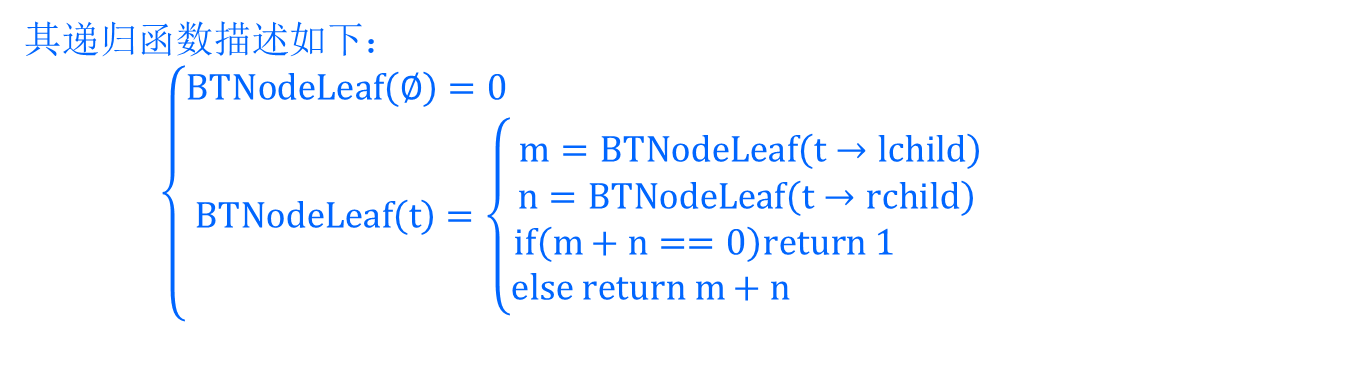 其递归函数描述如下：
BTNodeLeaf(∅) = 0
BTNodeLeaf(t) =
m = BTNodeLeaf(t → lchild)
n = BTNodeLeaf(t → rchild)
if(m + n == 0)return 1
else return m + n